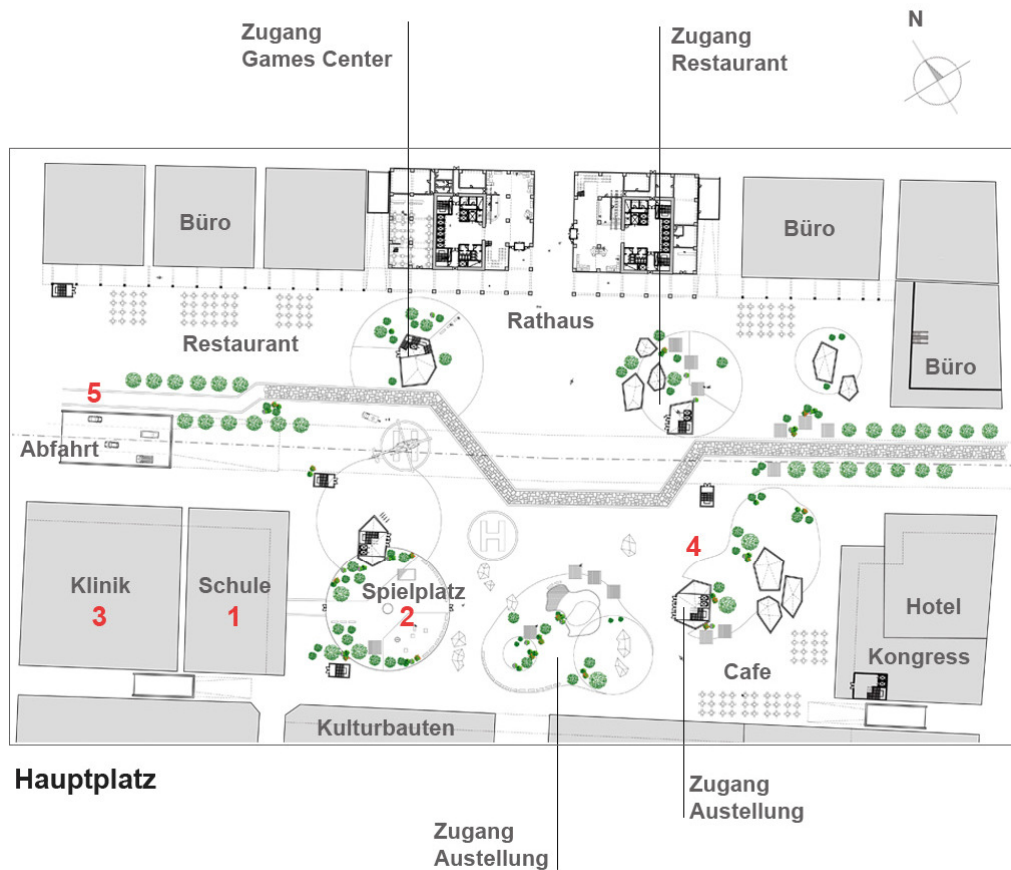 Zugang
Games Center
Zugang
Restaurant
N
Büro
Büro
Rathaus
Restaurant
Büro
5
Abfahrt
H
4
Klinik
3
Schule
1
Spielplatz
2
Hotel
Kongress
Cafe
Kulturbauten
Hauptplatz
Zugang
Austellung
Zugang
Austellung